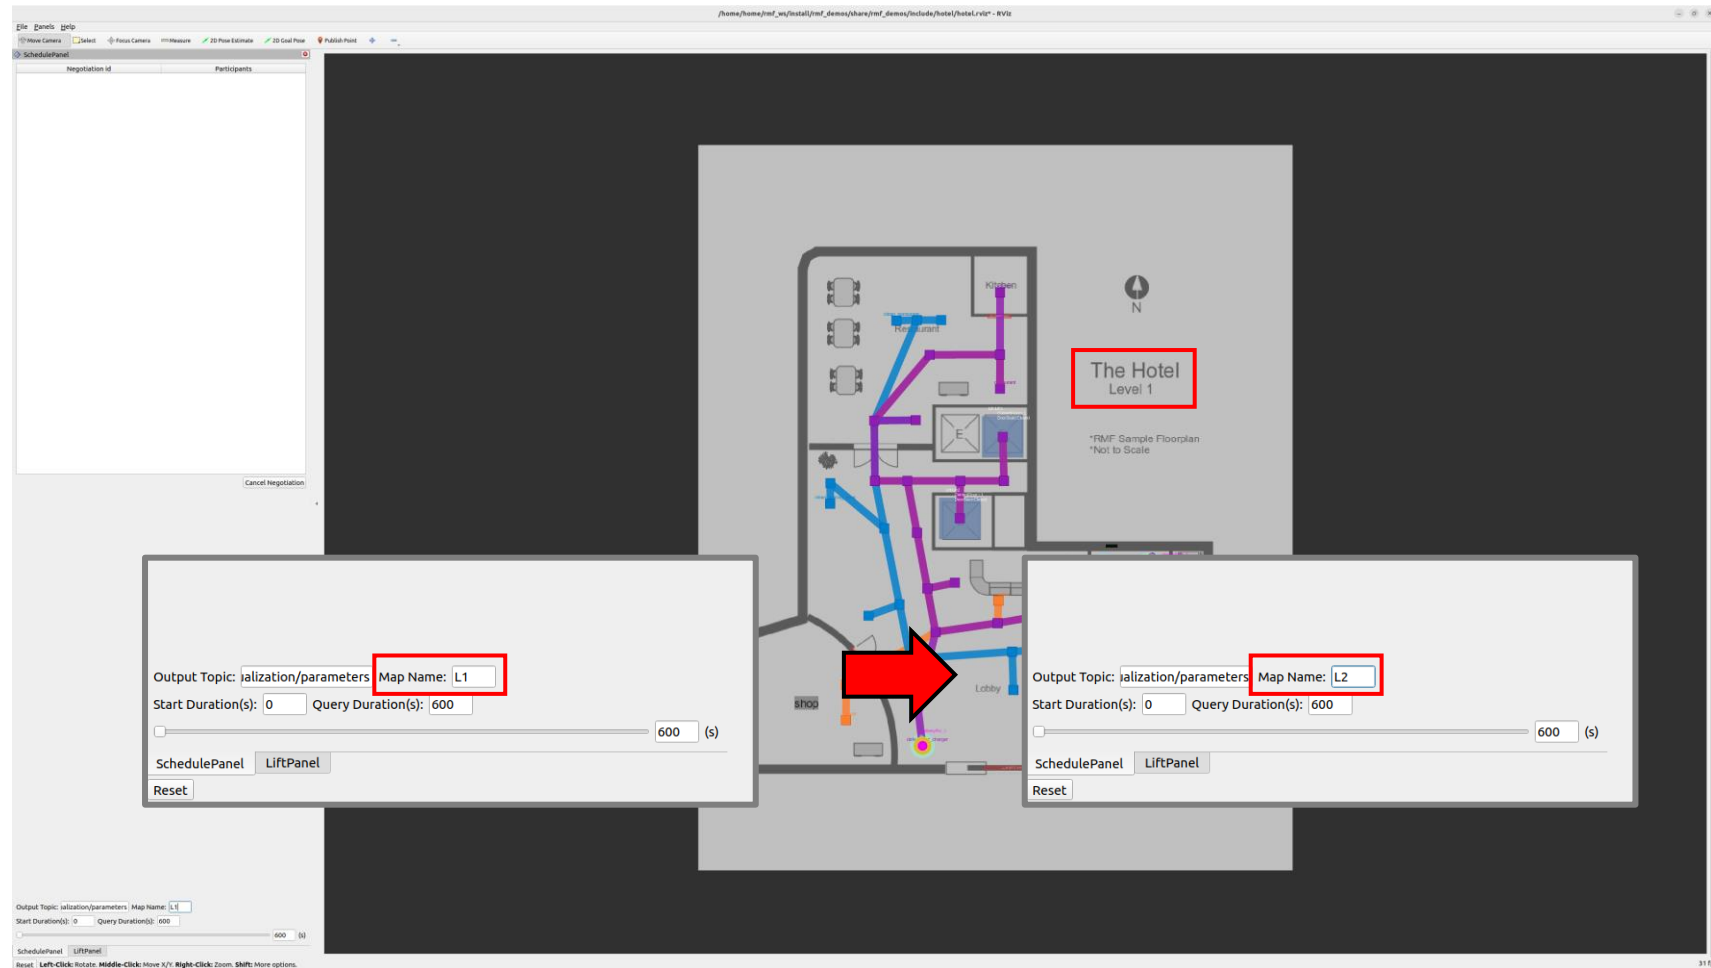 /home/home/rmf_ws/install/rmf_demos/share/rmf_demos/include/hotel/hotel.rviz* - RViz
File Panels Help
Move Camera Select Focus Camera Measure 2D Pose Estimate 2D Goal Pose Publish Point
SchedulePanel
Negotiation Id Participants
Cancel Negotiation
Kitchen
Restaurant
N
The Hotel
Level 1
*RMF Sample Floorplan
*Not to Scale
E
Lobby
shop
Output Topic: ialization/parameters Map Name: L1
Start Duration(s): 0 Query Duration(s): 600
600 (s)
SchedulePanel LiftPanel
Reset
Output Topic: ialization/parameters Map Name: L2
Start Duration(s): 0 Query Duration(s): 600
600 (s)
SchedulePanel LiftPanel
Reset
Output Topic: ialization/parameters Map Name: L1
Start Duration(s): 0 Query Duration(s): 600
600 (s)
SchedulePanel LiftPanel
Reset Left-Click: Rotate. Middle-Click: Move X/Y. Right-Click: Zoom. Shift: More options.
31 f